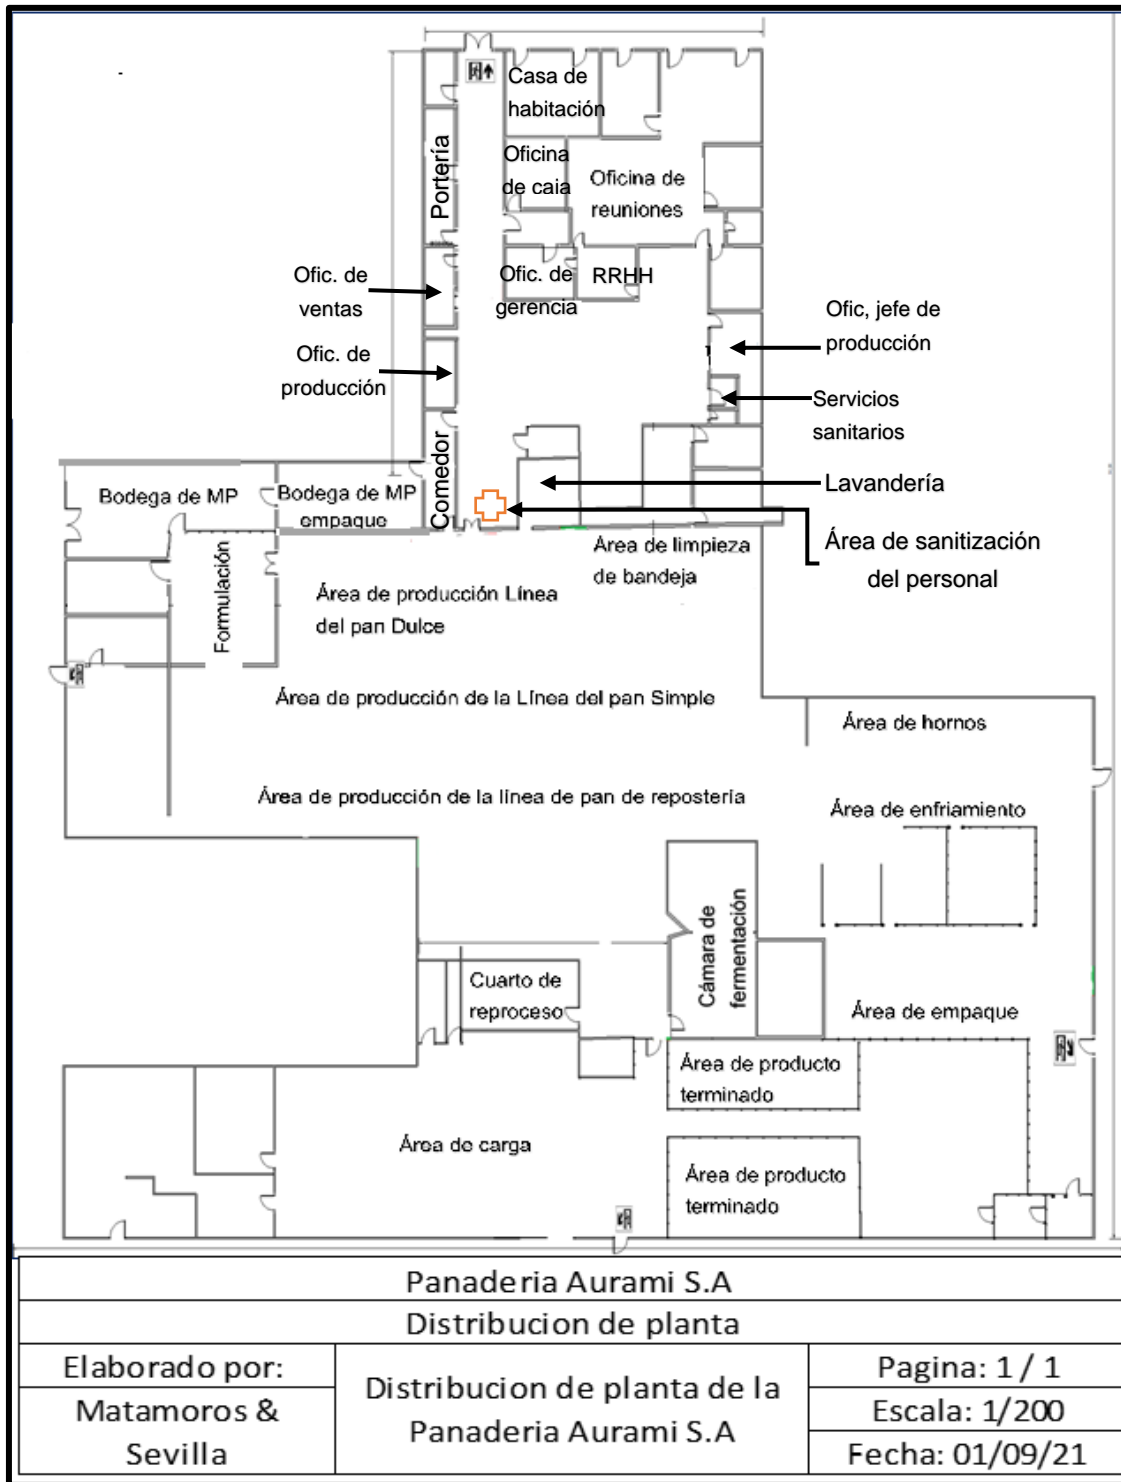 Casa de
habitación
Portería
Oficina
de caia
Oficina de
reuniones
Ofic. de
ventas
Ofic. de
gerencia
RRHH
Ofic, jefe de
producción
Ofic. de
producción
Servicios
sanitarios
Comedor
Lavandería
Bodega de MP
Bodega de MP
empaque
Área de limpieza
de bandeja
Área de sanitización
del personal
Formulación
Área de producción Línea
del pan Dulce
Área de producción de la Línea del pan Simple
Área de hornos
Área de producción de la línea de pan de repostería
Área de enfriamiento
Cámara de
fermentación
Cuarto de
reproceso
Área de empaque
Área de producto
terminado
Área de carga
Área de producto
terminado
Panaderia Aurami S.A
Distribucion de planta
Elaborado por:
Matamoros &
Sevilla
Distribucion de planta de la
Panaderia Aurami S.A
Pagina: 1 / 1
Escala: 1/200
Fecha: 01/09/21